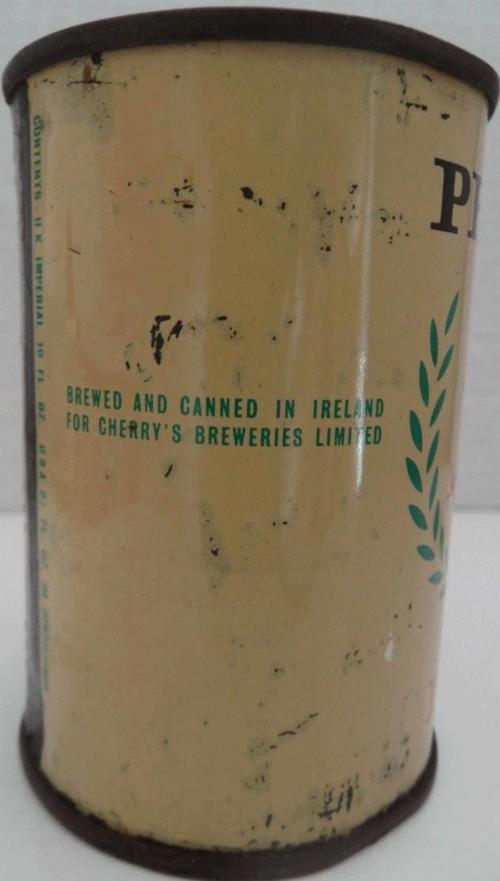 BREWED AND CANNED IN IRELAND
FOR CHERRY'S BREWERIES LIMITED
CONTENTS U.K. IMPERIAL 10 FL. OZ.
P